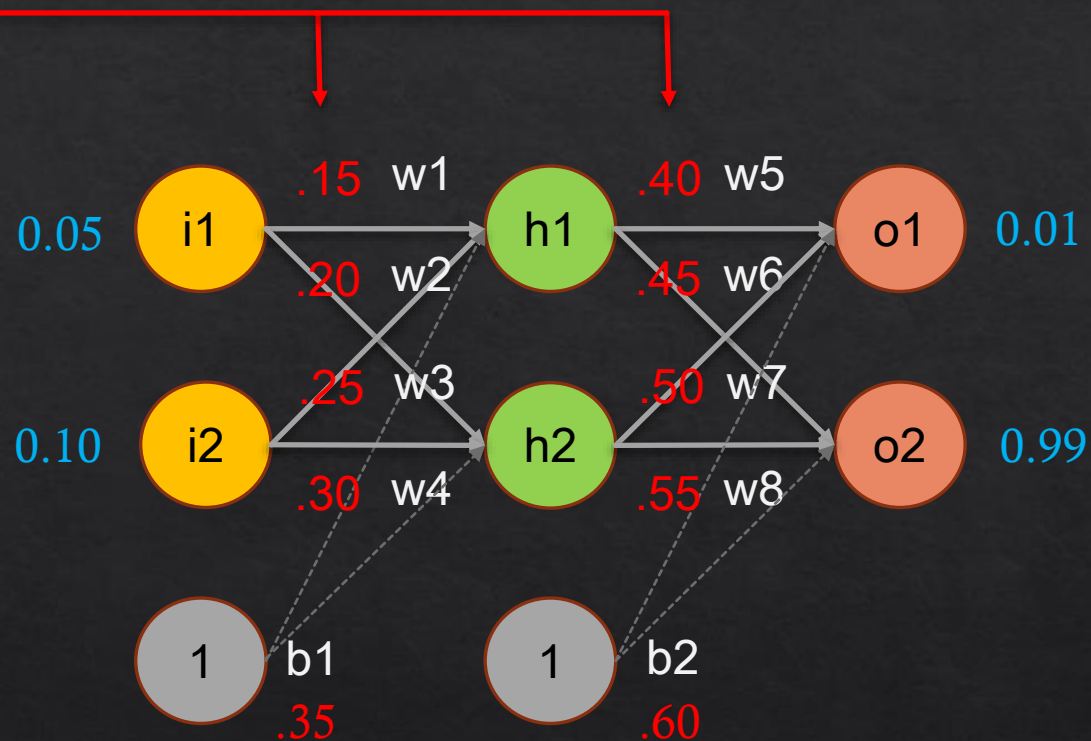 .15 w1 .40 w5
0.05 i1 h1 o1 0.01
.20 w2 .45 w6
.25 w3 .50 w7
0.10 i2 h2 o2 0.99
.30 w4 .55 w8
1 b1 1 b2
.35 .60